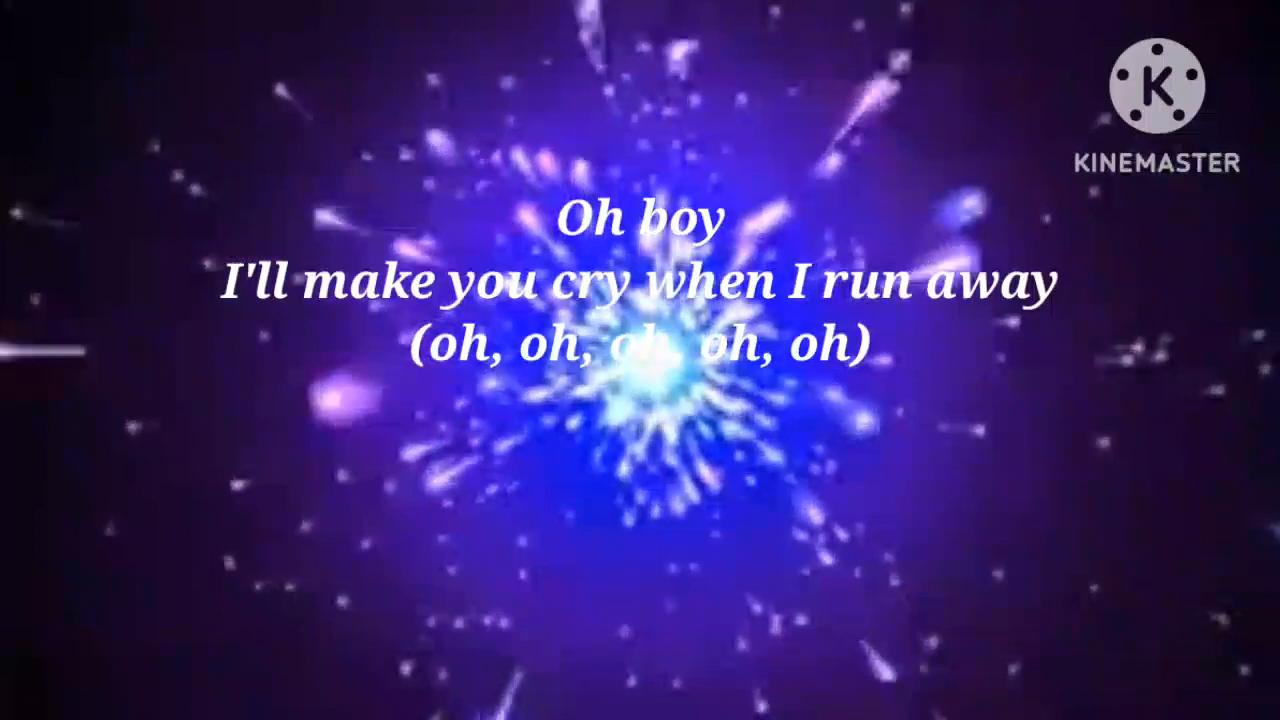 K
KINEMASTER
Oh boy
I'll make you cry when I run away
(oh, oh, oh, oh, oh)